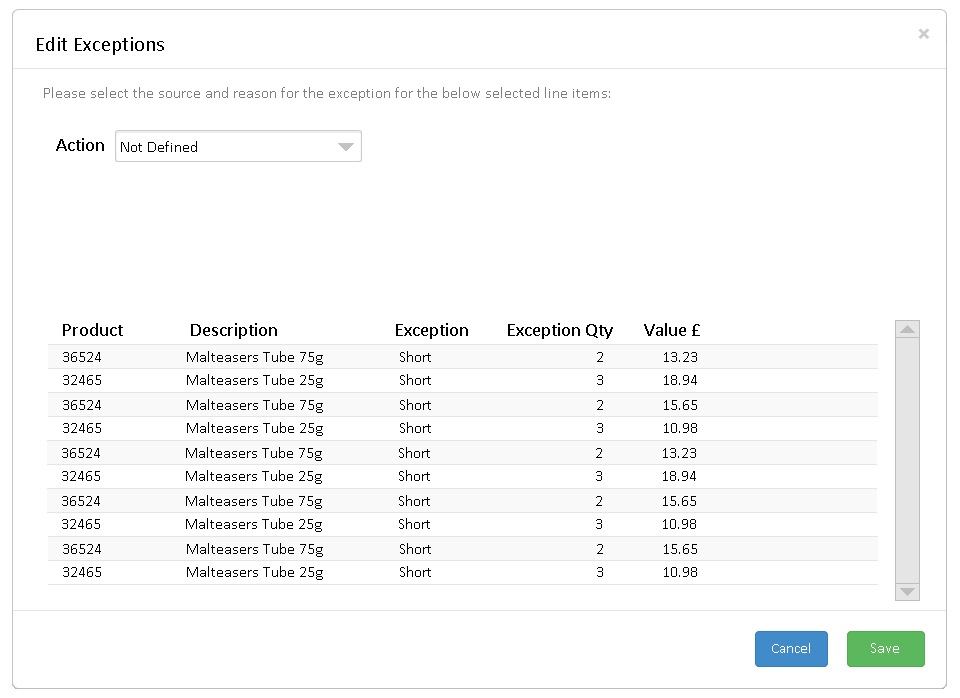 Edit Exceptions
×
Please select the source and reason for the exception for the below selected line items:
Action Not Defined
Product Description Exception Exception Qty Value £
36524 Malteasers Tube 75g Short 2 13.23
32465 Malteasers Tube 25g Short 3 18.94
36524 Malteasers Tube 75g Short 2 15.65
32465 Malteasers Tube 25g Short 3 10.98
36524 Malteasers Tube 75g Short 2 13.23
32465 Malteasers Tube 25g Short 3 18.94
36524 Malteasers Tube 75g Short 2 15.65
32465 Malteasers Tube 25g Short 3 10.98
36524 Malteasers Tube 75g Short 2 15.65
32465 Malteasers Tube 25g Short 3 10.98
Cancel Save